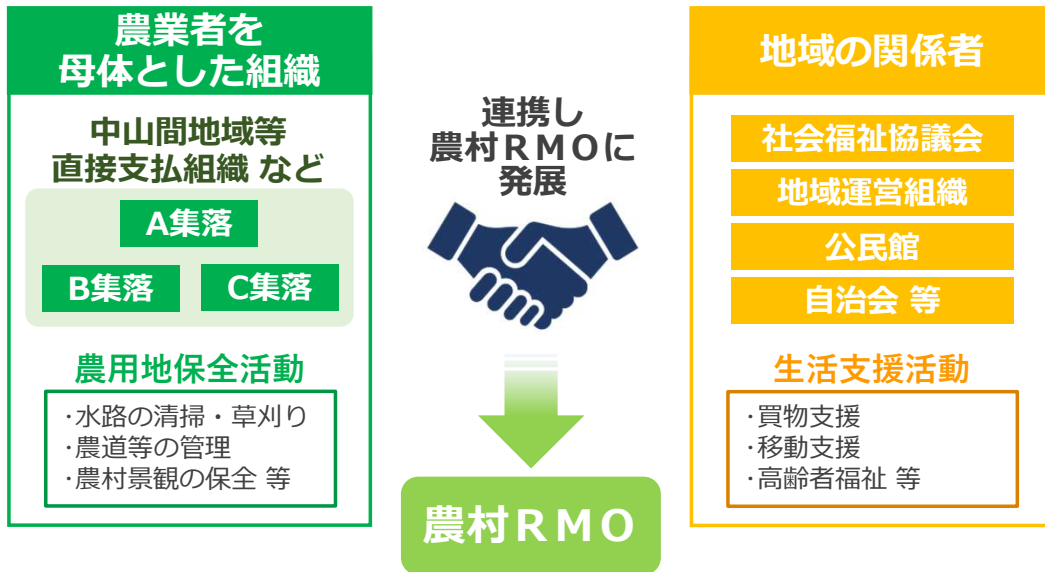 農業者を
母体とした組織
中山間地域等
直接支払組織 など
A集落
B集落
C集落
農用地保全活動
･水路の清掃・草刈り
･農道等の管理
･農村景観の保全 等
連携し
農村ＲＭＯに
発展
農村ＲＭＯ
地域の関係者
社会福祉協議会
地域運営組織
公民館
自治会 等
生活支援活動
･買物支援
･移動支援
･高齢者福祉 等